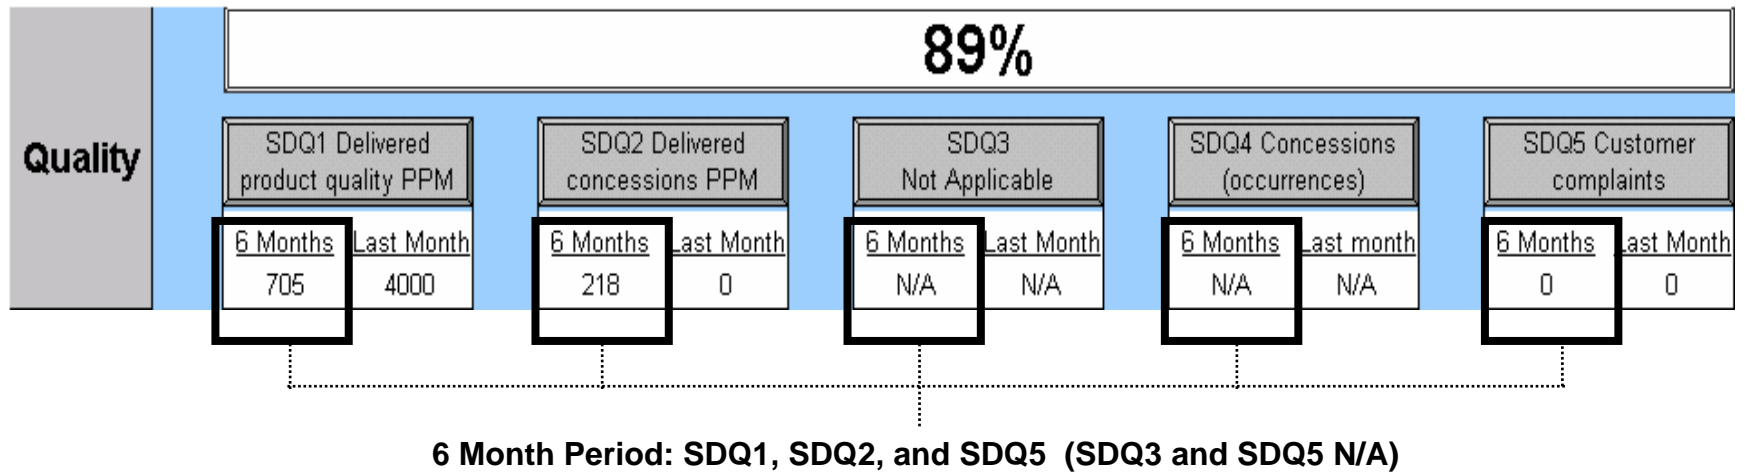 89%
Quality
SDQ1 Delivered
product quality PPM
6 Months Last Month
705 4000
SDQ2 Delivered
concessions PPM
6 Months Last Month
218 0
SDQ3
Not Applicable
6 Months Last Month
N/A N/A
SDQ4 Concessions
(occurrences)
6 Months Last month
N/A N/A
SDQ5 Customer
complaints
6 Months Last Month
0 0
6 Month Period: SDQ1, SDQ2, and SDQ5 (SDQ3 and SDQ5 N/A)